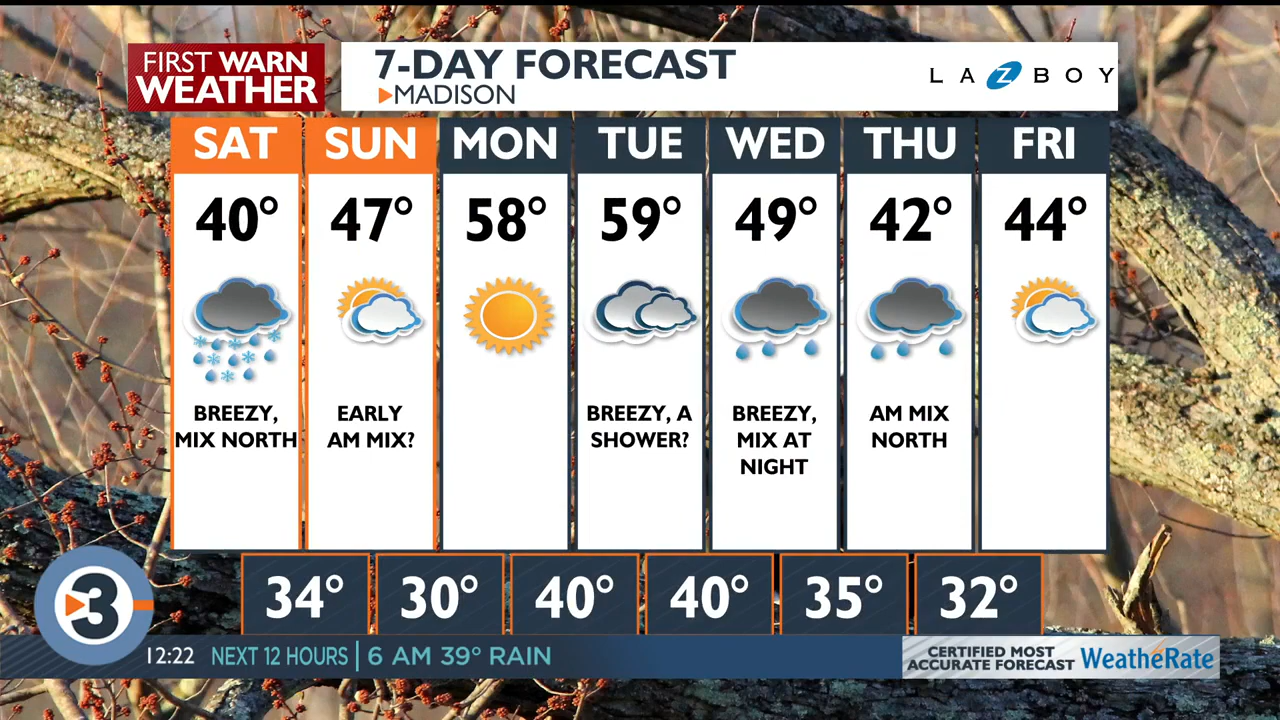 FIRST WARN
WEATHER
7-DAY FORECAST
MADISON
LA Z BOY
SAT SUN MON TUE WED THU FRI
40° 47° 58° 59° 49° 42° 44°
BREEZY,
MIX NORTH
EARLY
AM MIX?
BREEZY, A
SHOWER?
BREEZY,
MIX AT
NIGHT
AM MIX
NORTH
34° 30° 40° 40° 35° 32°
3
12:22 NEXT 12 HOURS | 6 AM 39° RAIN
CERTIFIED MOST
ACCURATE FORECAST
WeatheRate